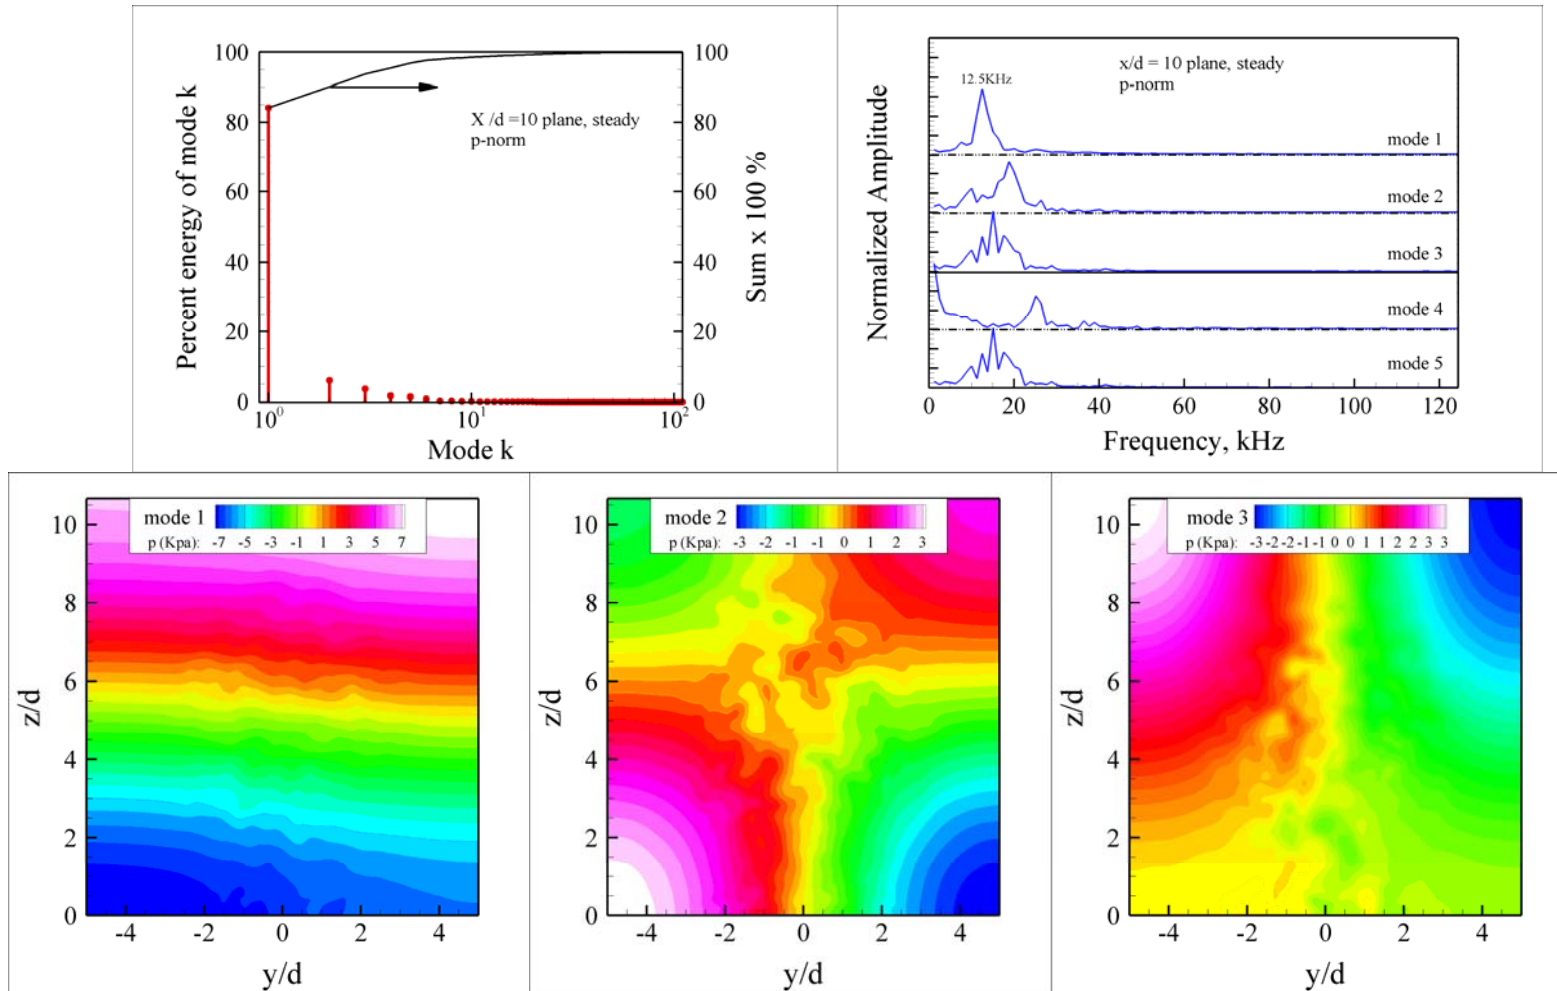 100
80
60
40
20
0
Percent energy of mode k
X /d =10 plane, steady
p-norm
100
80
60
40
20
0
Sum x 100 %
10^0
10^1
10^2
Mode k
Normalized Amplitude
12.5KHz
x/d = 10 plane, steady
p-norm
mode 1
mode 2
mode 3
mode 4
mode 5
0 20 40 60 80 100 120
Frequency, kHz
mode 1
p (Kpa): -7 -5 -3 -1 1 3 5 7
10
8
6
4
2
0
z/d
-4 -2 0 2 4
y/d
mode 2
p (Kpa): -3 -2 -1 -1 0 1 2 2 3
10
8
6
4
2
0
z/d
-4 -2 0 2 4
y/d
mode 3
p (Kpa): -3 -2 -2 -1 -1 0 0 1 1 2 2 3 3
10
8
6
4
2
0
z/d
-4 -2 0 2 4
y/d